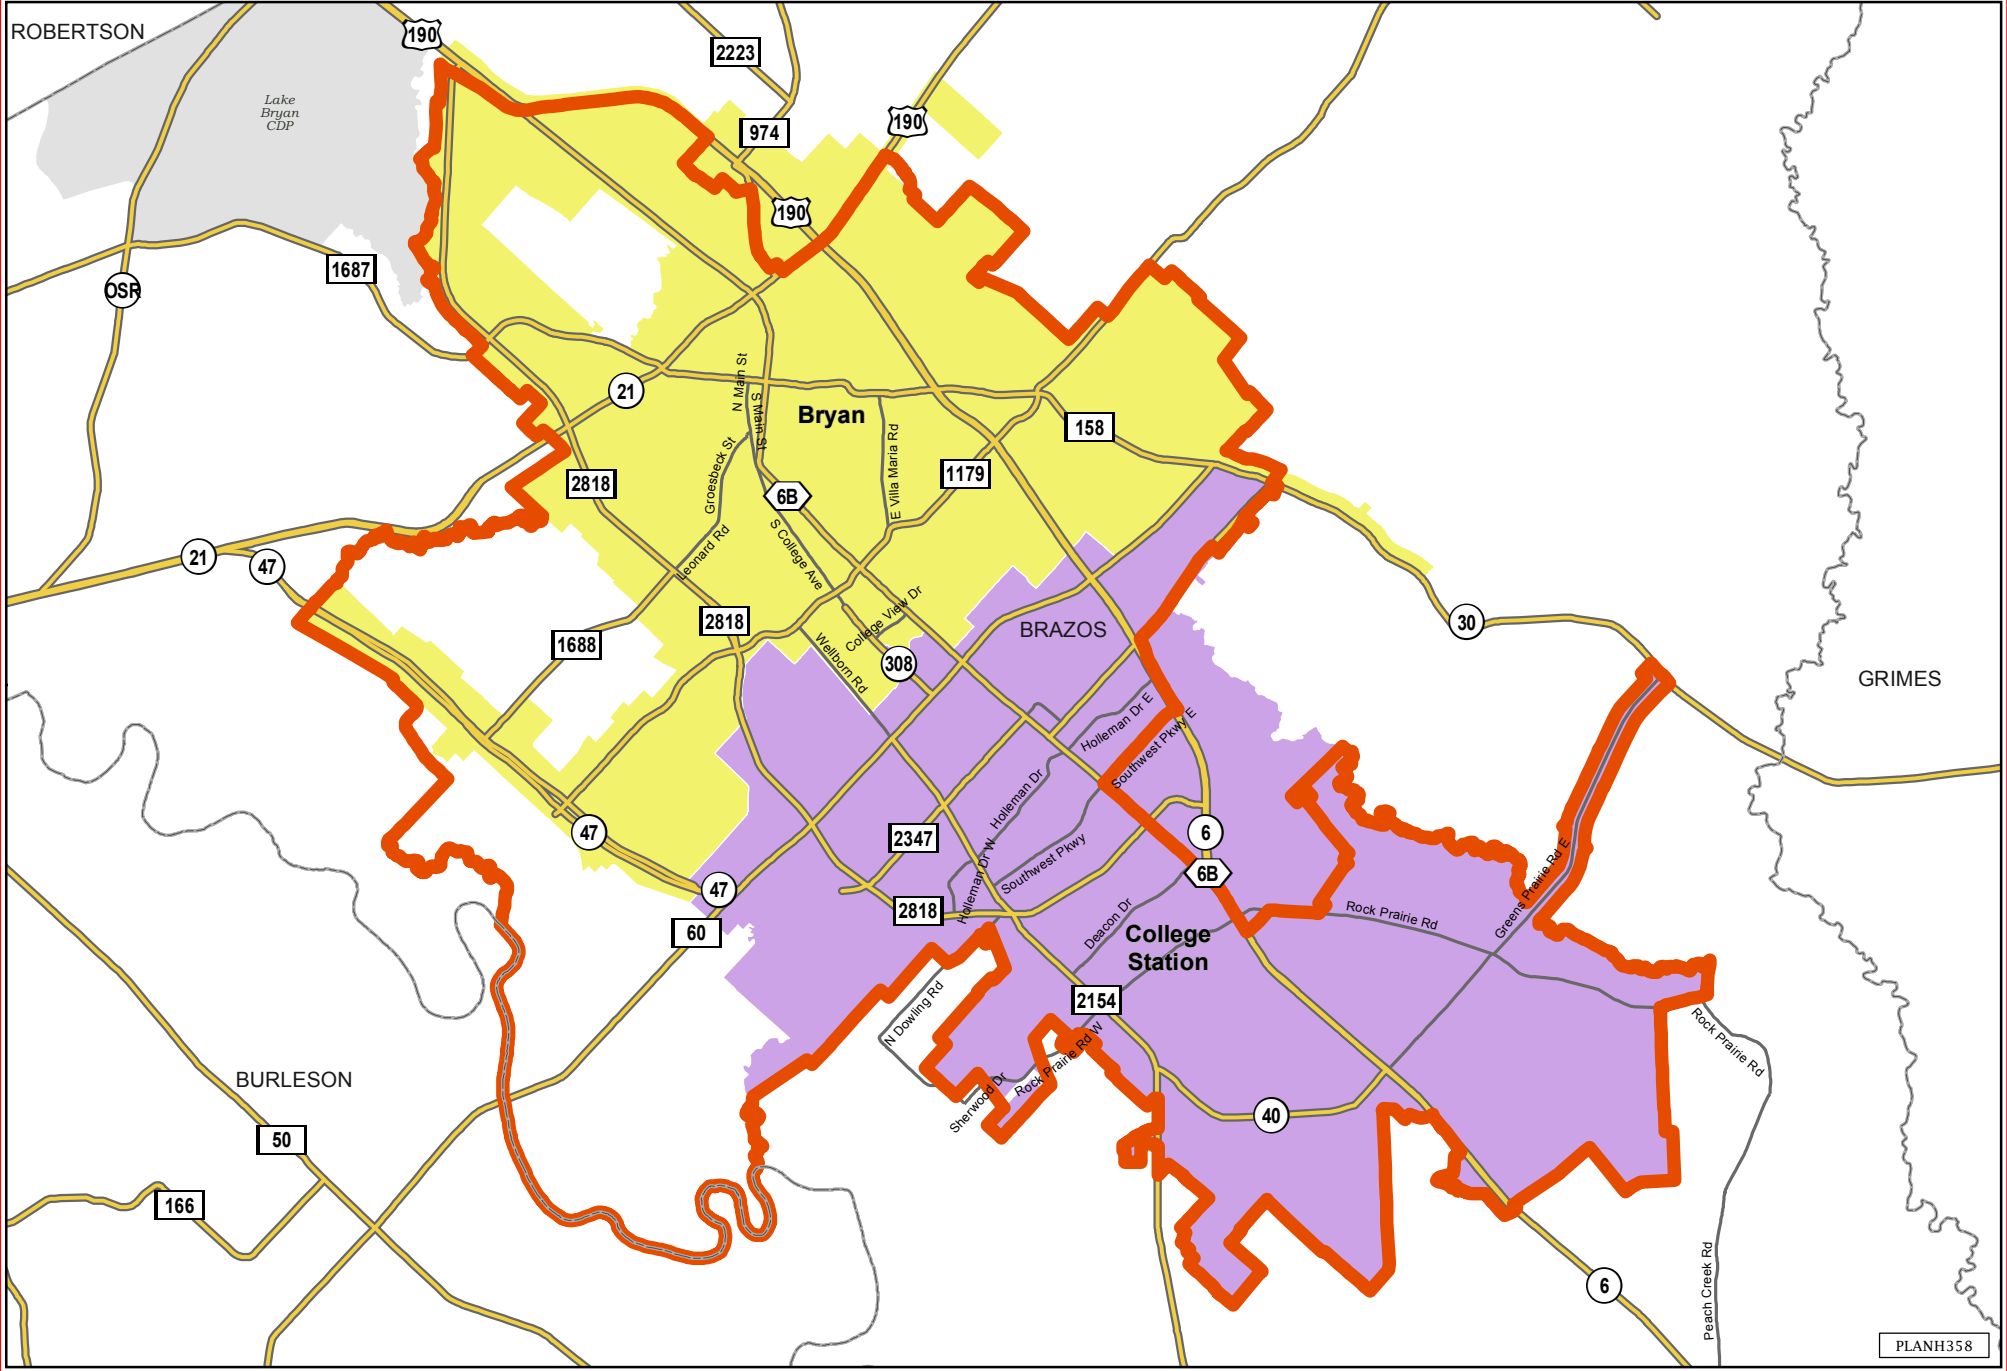 ROBERTSON
190
2223
Lake
Bryan
CDP
974
190
190
1687
OSR
21
N Main St
S Main St
Bryan
158
E Villa Maria Rd
Groesbeck St
1179
2818
6B
S College Ave
Leonard Rd
21
47
College View Dr
2818
1688
BRAZOS
30
Wellborn Rd
308
GRIMES
Holleman Dr E
Southwest Pkwy E
Holleman Dr
47
2347
6
Southwest Pkwy
Holleman Dr W
6B
Greens Prairie Rd E
47
2818
60
Deacon Dr
Rock Prairie Rd
College
Station
N Dowling Rd
2154
Rock Prairie Rd W
Rock Prairie Rd
Sherwood Dr
BURLESON
40
50
166
6
Peach Creek Rd
PLANH358